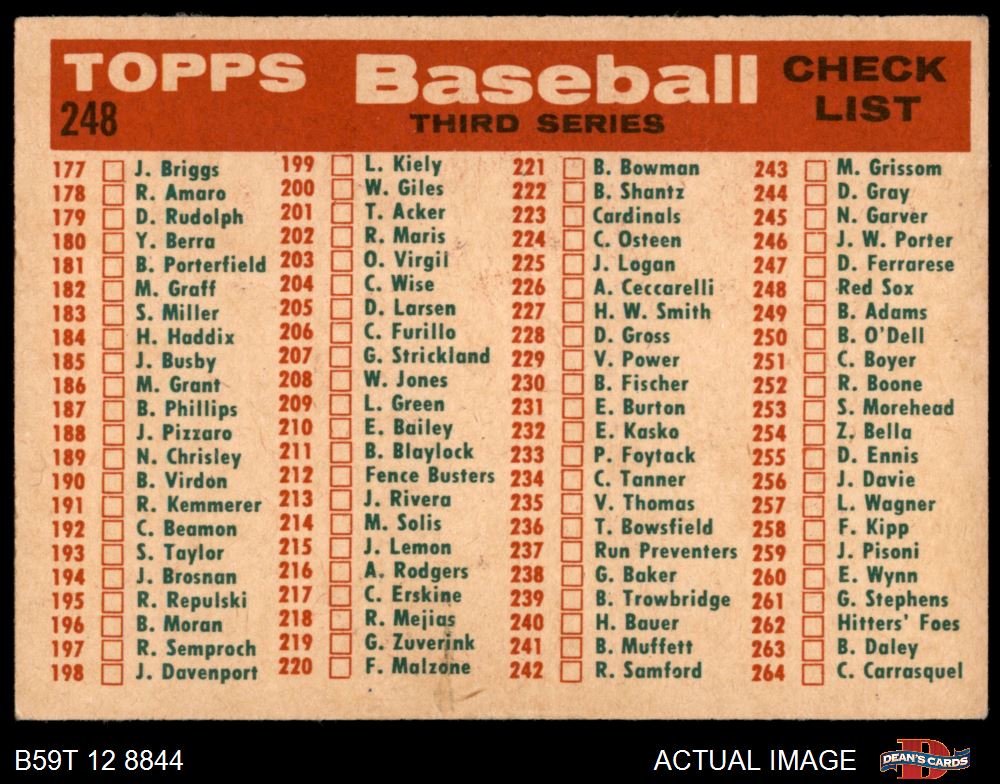 TOPPS Baseball CHECK LIST
248 THIRD SERIES
177 J. Briggs
178 R. Amaro
179 D. Rudolph
180 Y. Berra
181 B. Porterfield
182 M. Graff
183 S. Miller
184 H. Haddix
185 J. Busby
186 M. Grant
187 B. Phillips
188 J. Pizzaro
189 N. Chrisley
190 B. Virdon
191 R. Kemmerer
192 C. Beamon
193 S. Taylor
194 J. Brosnan
195 R. Repulski
196 B. Moran
197 R. Semproch
198 J. Davenport
199 L. Kiely
200 W. Giles
201 T. Acker
202 R. Maris
203 O. Virgil
204 C. Wise
205 D. Larsen
206 C. Furillo
207 G. Strickland
208 W. Jones
209 L. Green
210 E. Bailey
211 B. Blaylock
212 Fence Busters
213 J. Rivera
214 M. Solis
215 J. Lemon
216 A. Rodgers
217 C. Erskine
218 R. Mejias
219 G. Zuverink
220 F. Malzone
221 B. Bowman
222 B. Shantz
223 Cardinals
224 C. Osteen
225 J. Logan
226 A. Ceccarelli
227 H. W. Smith
228 D. Gross
229 V. Power
230 B. Fischer
231 E. Burton
232 E. Kasko
233 P. Foytack
234 C. Tanner
235 V. Thomas
236 T. Bowsfield
237 Run Preventers
238 G. Baker
239 B. Trowbridge
240 H. Bauer
241 B. Muffett
242 R. Samford
243 M. Grissom
244 D. Gray
245 N. Garver
246 J. W. Porter
247 D. Ferrarese
248 Red Sox
249 B. Adams
250 B. O'Dell
251 C. Boyer
252 R. Boone
253 S. Morehead
254 Z. Bella
255 D. Ennis
256 J. Davie
257 L. Wagner
258 F. Kipp
259 J. Pisoni
260 E. Wynn
261 G. Stephens
262 Hitters' Foes
263 B. Daley
264 C. Carrasquel
B59T 12 8844 ACTUAL IMAGE D DEAN'S CARDS